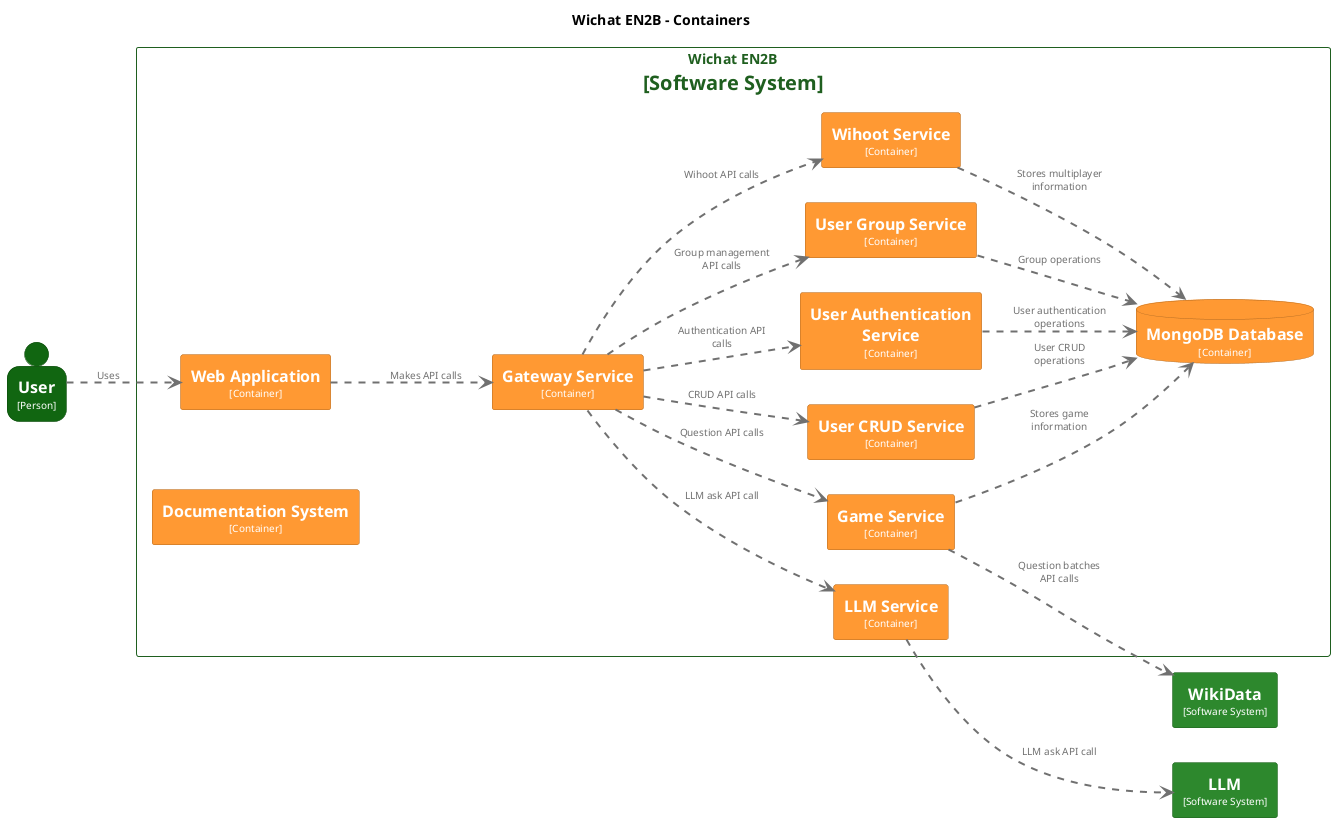 Wichat EN2B - Containers
Wichat EN2B
[Software System]
Wihoot Service
[Container]
Wihoot API calls
Stores multiplayer
information
User Group Service
[Container]
Group management
API calls
Group operations
User Authentication
Service
[Container]
Authentication API
calls
User authentication
operations
MongoDB Database
[Container]
User
[Person]
Uses
Web Application
[Container]
Makes API calls
Gateway Service
[Container]
CRUD API calls
User CRUD
operations
User CRUD Service
[Container]
Question API calls
Stores game
information
Documentation System
[Container]
LLM ask API call
Game Service
[Container]
Question batches
API calls
LLM Service
[Container]
WikiData
[Software System]
LLM ask API call
LLM
[Software System]